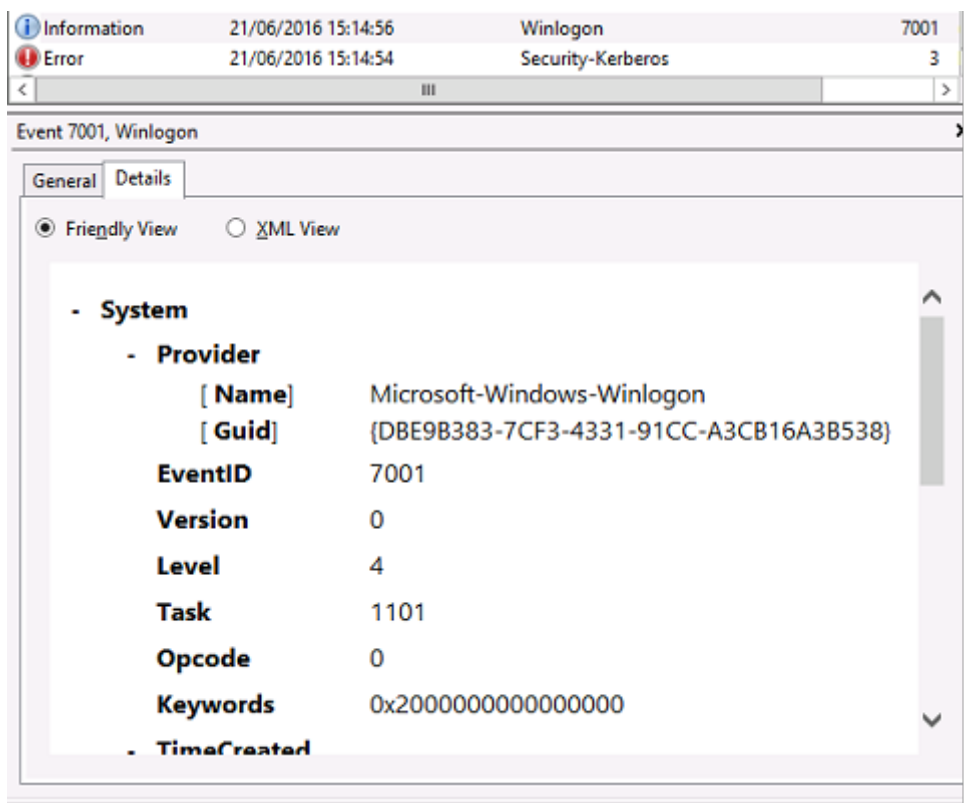 Information 21/06/2016 15:14:56 Winlogon 7001
Error 21/06/2016 15:14:54 Security-Kerberos 3
Event 7001, Winlogon
General Details
Friendly View XML View
- System
- Provider
[ Name] Microsoft-Windows-Winlogon
[ Guid] {DBE9B383-7CF3-4331-91CC-A3CB16A3B538}
EventID 7001
Version 0
Level 4
Task 1101
Opcode 0
Keywords 0x2000000000000000
- TimeCreated